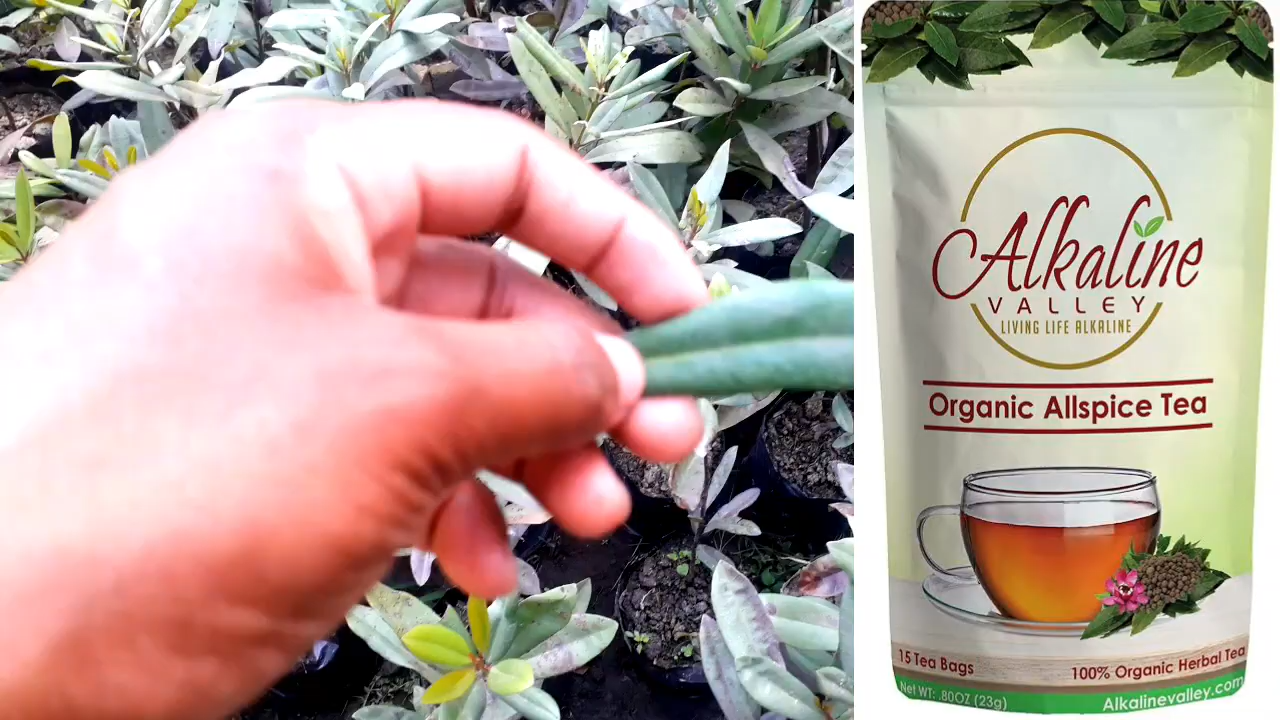 Alkaline
VALLEY
LIVING LIFE ALKALINE
Organic Allspice Tea
15 Tea Bags
100% Organic Herbal Tea
Net WT: .80OZ (23g)
Alkalinevalley.com